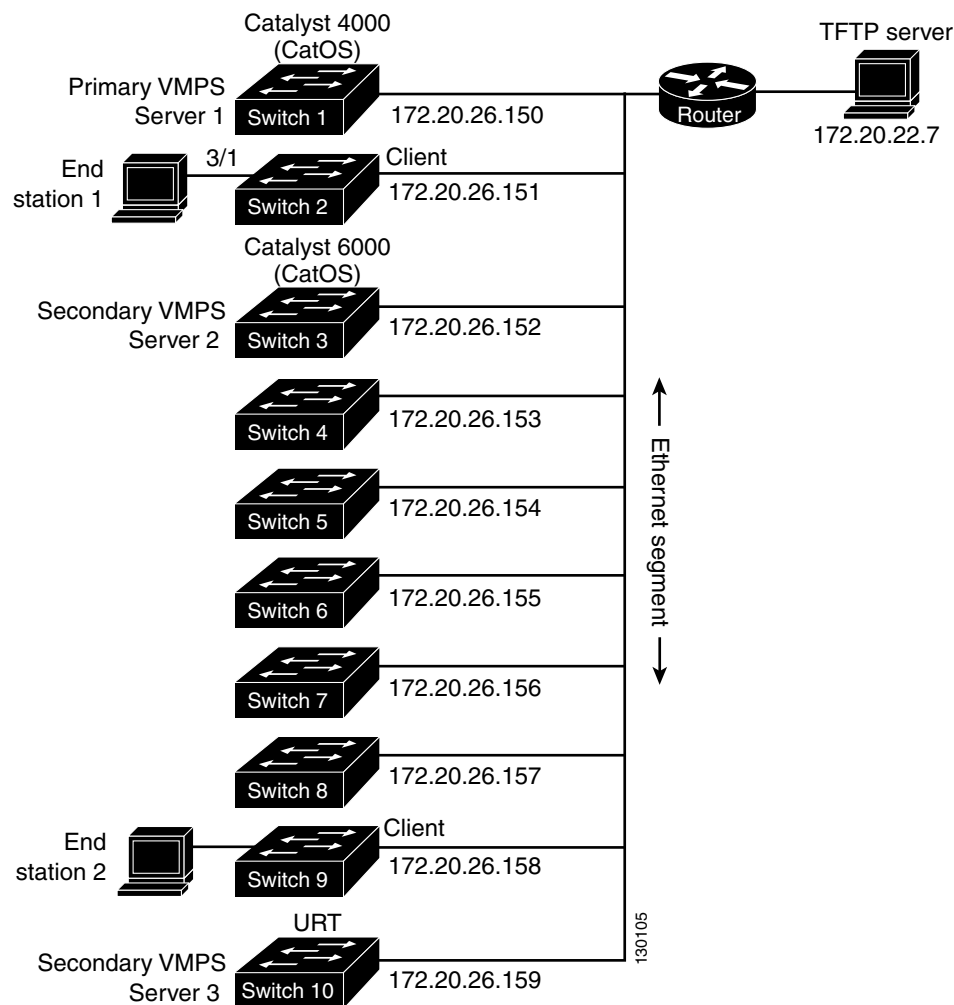 Catalyst 4000
(CatOS)
TFTP server
Primary VMPS
Server 1
Switch 1
172.20.26.150
Router
172.20.22.7
End
station 1
3/1
Client
Switch 2
172.20.26.151
Catalyst 6000
(CatOS)
Secondary VMPS
Server 2
Switch 3
172.20.26.152
Switch 4
172.20.26.153
Ethernet segment
Switch 5
172.20.26.154
Switch 6
172.20.26.155
Switch 7
172.20.26.156
Switch 8
172.20.26.157
End
station 2
Client
Switch 9
172.20.26.158
URT
Secondary VMPS
Server 3
Switch 10
172.20.26.159
130105